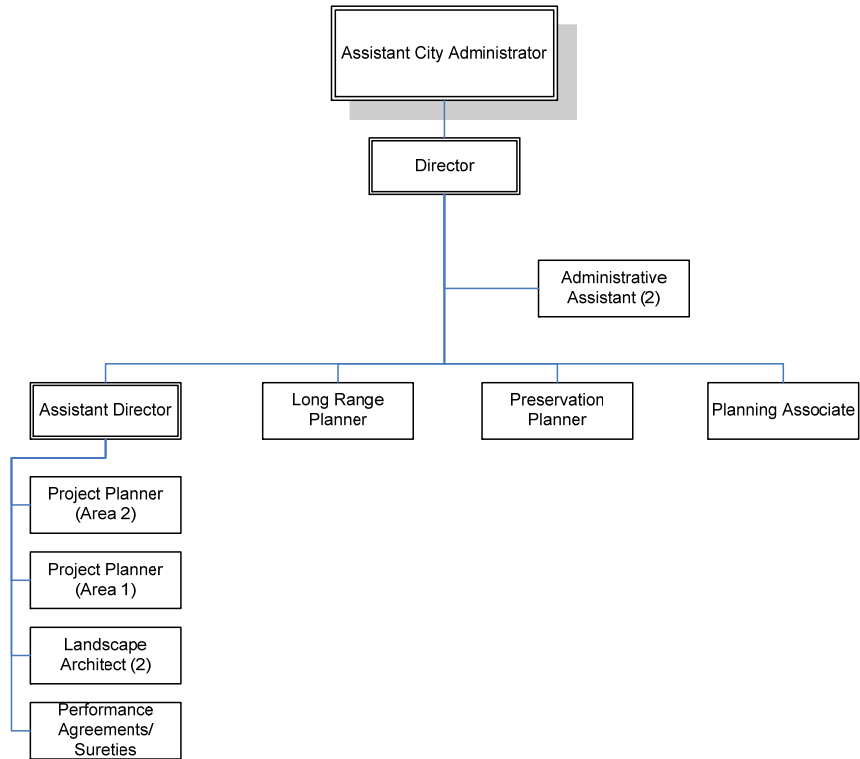 Assistant City Administrator
Director
Administrative
Assistant (2)
Assistant Director
Long Range
Planner
Preservation
Planner
Planning Associate
Project Planner
(Area 2)
Project Planner
(Area 1)
Landscape
Architect (2)
Performance
Agreements/
Sureties